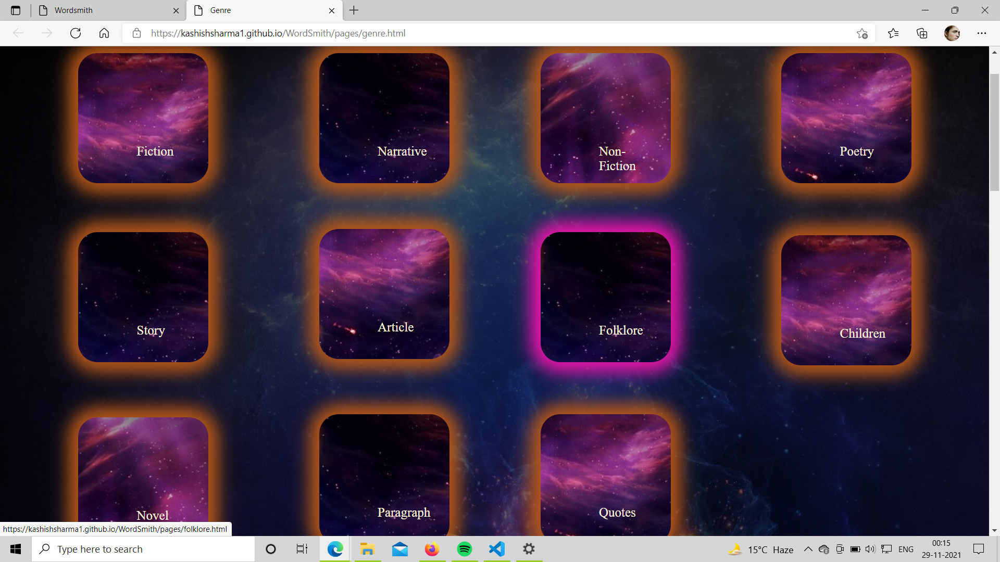 Wordsmith
Genre
https://kashishsharma1.github.io/WordSmith/pages/genre.html
Fiction
Narrative
Non-
Fiction
Poetry
Story
Article
Folklore
Children
Novel
Paragraph
Quotes
https://kashishsharma1.github.io/WordSmith/pages/folklore.html
Type here to search
15°C Haze
ENG
00:15
29-11-2021